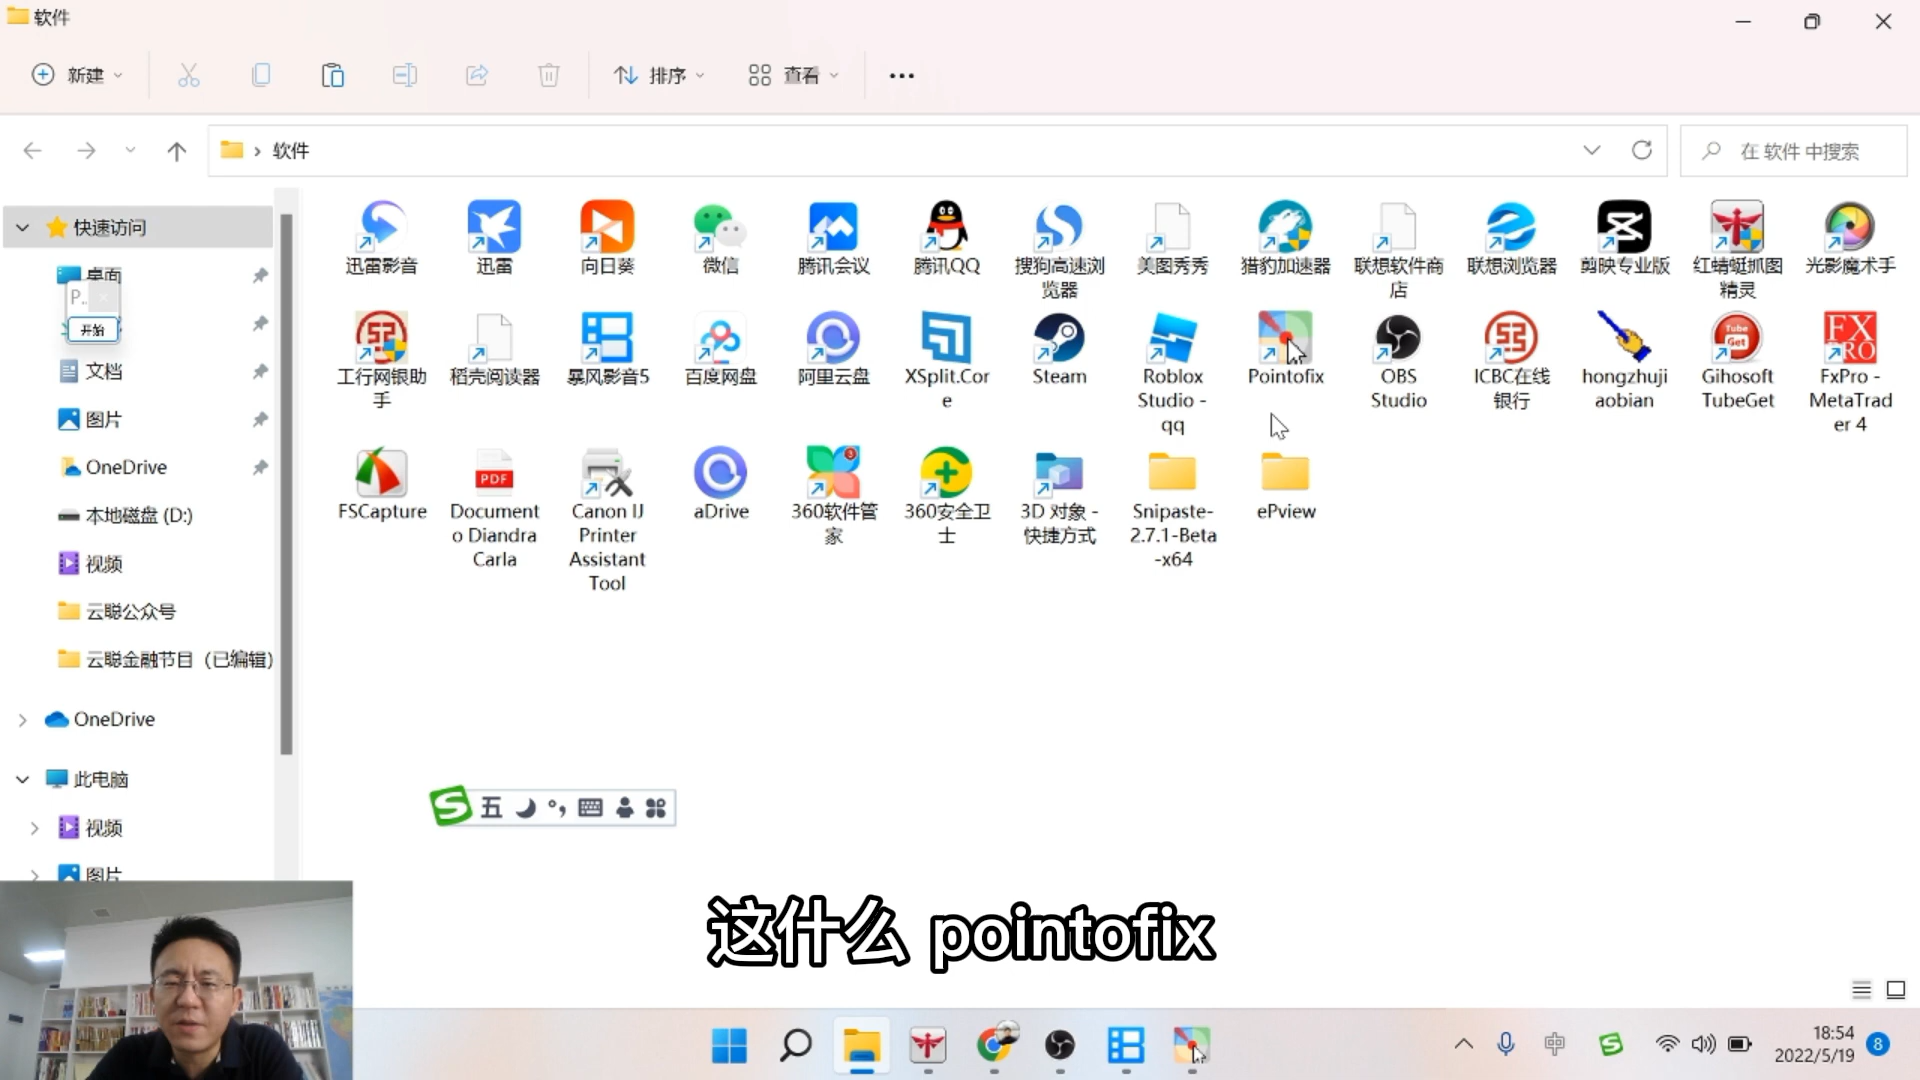 软件
新建
排序
查看
软件
在 软件 中搜索
快速访问
桌面
P..
开始
文档
图片
OneDrive
本地磁盘 (D:)
视频
云聪公众号
云聪金融节目（已编辑）
OneDrive
此电脑
视频
图片
迅雷影音
迅雷
向日葵
微信
腾讯会议
腾讯QQ
搜狗高速浏
览器
美图秀秀
猎豹加速器
联想软件商
店
联想浏览器
剪映专业版
红蜻蜓抓图
精灵
光影魔术手
工行网银助
手
稻壳阅读器
暴风影音5
百度网盘
阿里云盘
XSplit.Cor
e
Steam
Roblox
Studio -
qq
Pointofix
OBS
Studio
ICBC在线
银行
hongzhuji
aobian
Tube
Get
Gihosoft
TubeGet
FX
PRO
FxPro -
MetaTrad
er 4
FSCapture
PDF
Document
o Diandra
Carla
Canon IJ
Printer
Assistant
Tool
aDrive
3
360软件管
家
360安全卫
士
3D 对象 -
快捷方式
Snipaste-
2.7.1-Beta
-x64
ePview
五
这什么 pointofix
中
18:54
2022/5/19
8